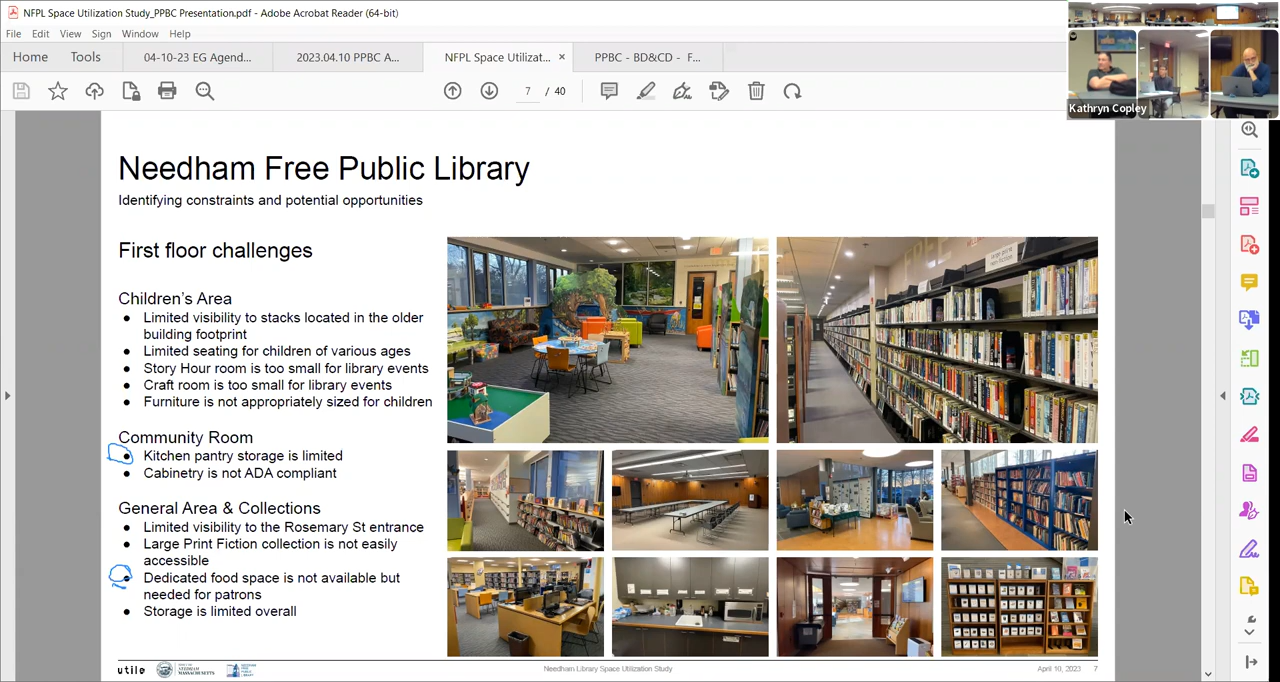 NFPL Space Utilization Study_PPBC Presentation.pdf - Adobe Acrobat Reader (64-bit)
File Edit View Sign Window Help
Home Tools 04-10-23 EG Agend... 2023.04.10 PPBC A... NFPL Space Utilizat... × PPBC - BD&CD - F...
7 / 40
Kathryn Copley
Needham Free Public Library
Identifying constraints and potential opportunities
First floor challenges
Children's Area
• Limited visibility to stacks located in the older
building footprint
• Limited seating for children of various ages
• Story Hour room is too small for library events
• Craft room is too small for library events
• Furniture is not appropriately sized for children
Community Room
• Kitchen pantry storage is limited
• Cabinetry is not ADA compliant
General Area & Collections
• Limited visibility to the Rosemary St entrance
• Large Print Fiction collection is not easily
accessible
• Dedicated food space is not available but
needed for patrons
• Storage is limited overall
utile
NEEDHAM
MASSACHUSETTS
Needham Library Space Utilization Study
April 10, 2023 7